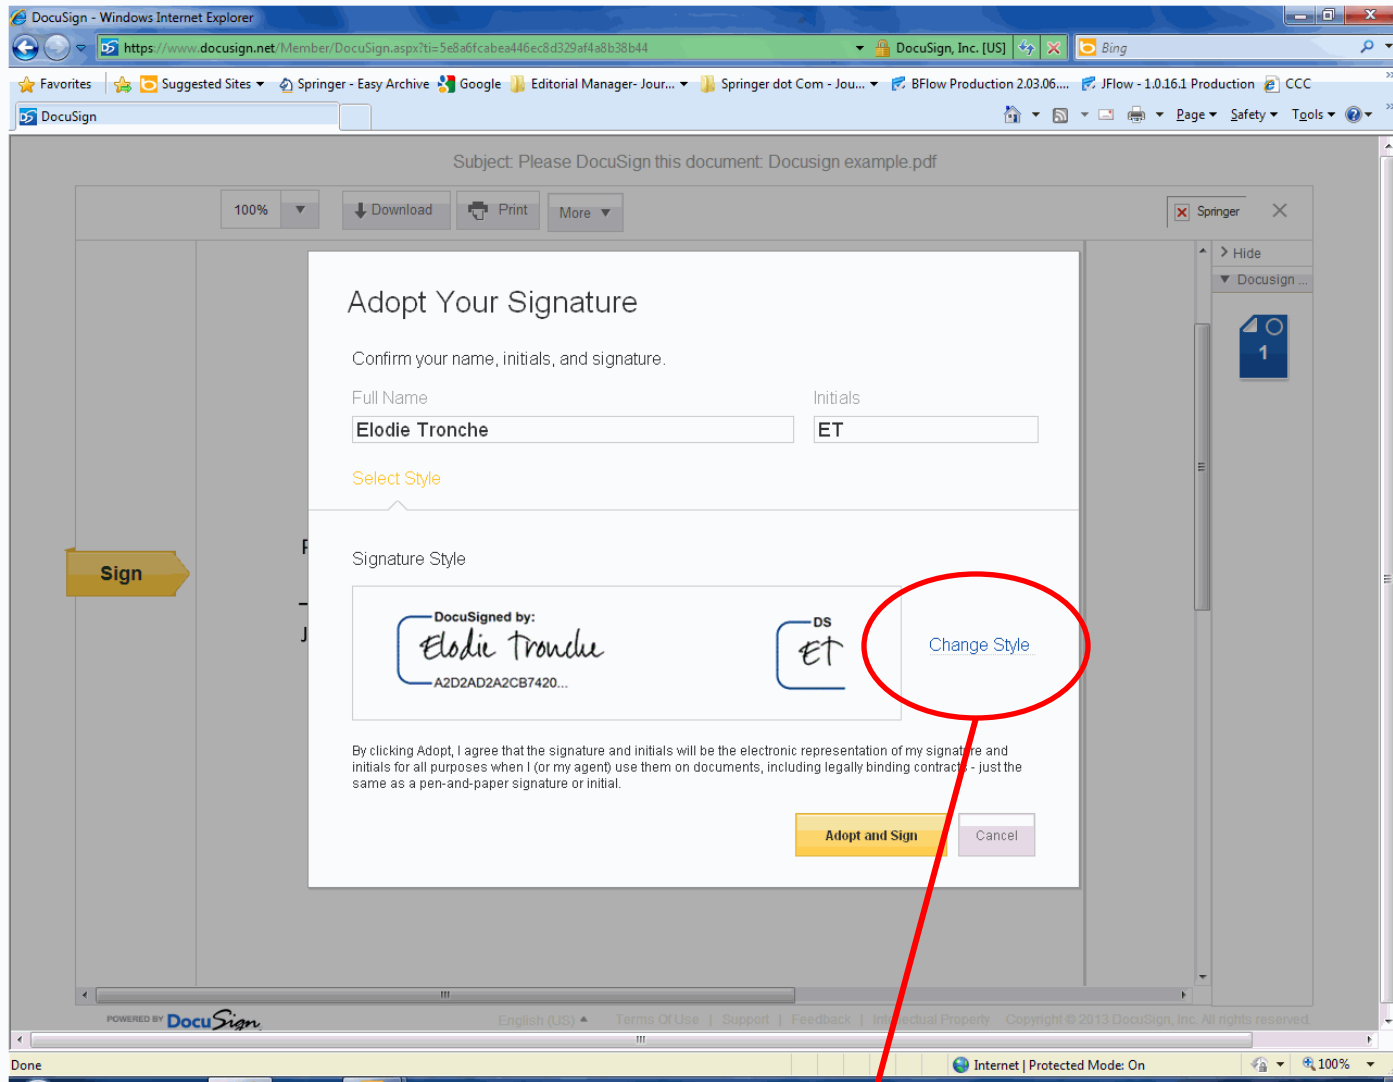 DocuSign - Windows Internet Explorer
https://www.docusign.net/Member/DocuSign.aspx?ti=5e8a6fcabea446ec8d329af4a8b38b44 DocuSign, Inc. [US] Bing
Favorites Suggested Sites Springer - Easy Archive Google Editorial Manager- Jour... Springer dot Com - Jou... BFlow Production 2.03.06.... JFlow - 1.0.16.1 Production CCC
DocuSign Page Safety Tools
Subject: Please DocuSign this document: Docusign example.pdf
100% Download Print More Springer
Hide
Docusign ...
1
Adopt Your Signature
Confirm your name, initials, and signature.
Full Name Initials
Elodie Tronche ET
Select Style
Sign
Signature Style
DocuSigned by: DS
Elodie Tronche ET
A2D2AD2A2CB7420...
Change Style
By clicking Adopt, I agree that the signature and initials will be the electronic representation of my signature and
initials for all purposes when I (or my agent) use them on documents, including legally binding contracts - just the
same as a pen-and-paper signature or initial.
Adopt and Sign Cancel
POWERED BY DocuSign English (US) Terms Of Use | Support | Feedback | Intellectual Property Copyright © 2013 DocuSign, Inc. All rights reserved.
Done Internet | Protected Mode: On 100%